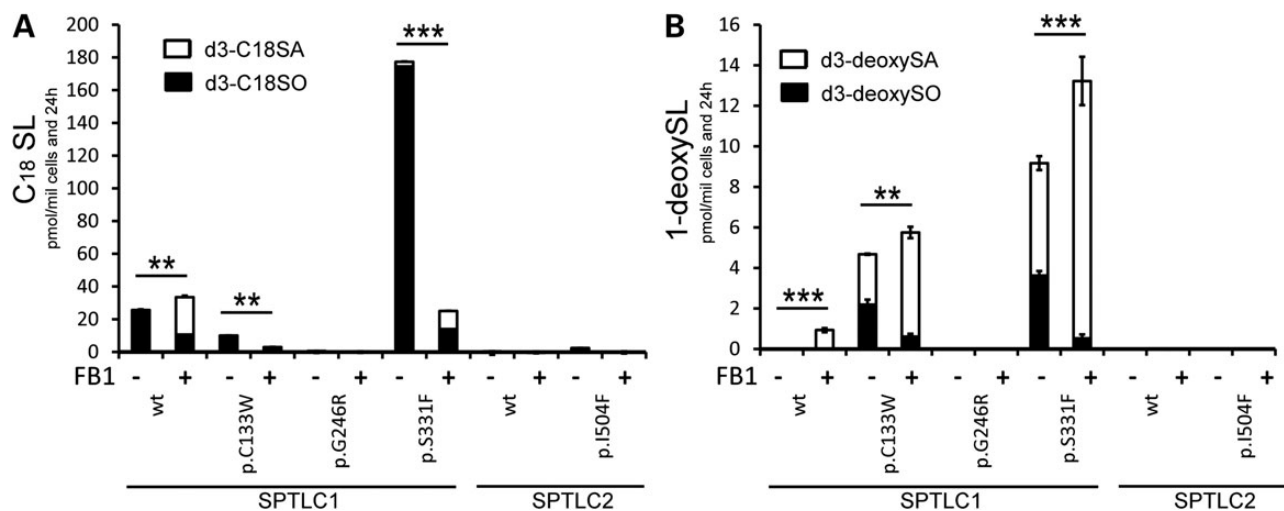 A
C18 SL
pmol/mil cells and 24h
200
180
160
140
120
100
80
60
40
20
0
d3-C18SA
d3-C18SO
**
**
***
FB1 - + - + - + - + - + - +
wt
p.C133W
p.G246R
p.S331F
wt
p.I504F
SPTLC1
SPTLC2
B
1-deoxySL
pmol/mil cells and 24h
16
14
12
10
8
6
4
2
0
d3-deoxySA
d3-deoxySO
***
**
***
FB1 - + - + - + - + - + - +
wt
p.C133W
p.G246R
p.S331F
wt
p.I504F
SPTLC1
SPTLC2